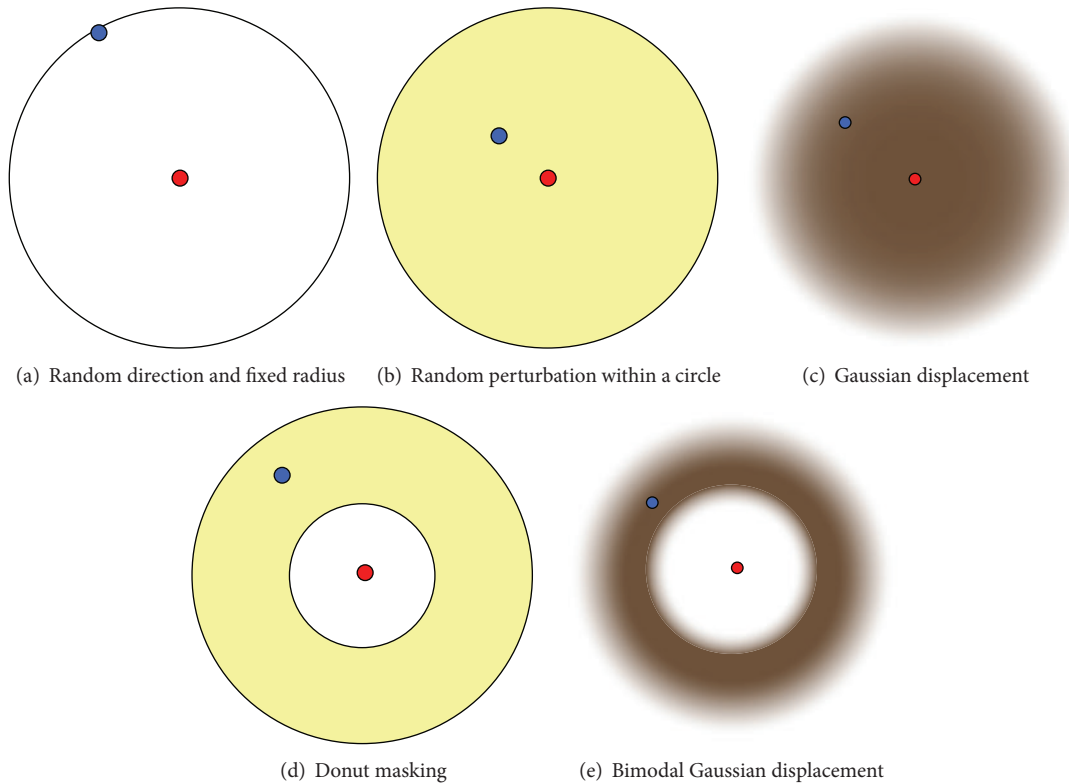 (a) Random direction and fixed radius
(b) Random perturbation within a circle
(c) Gaussian displacement
(d) Donut masking
(e) Bimodal Gaussian displacement